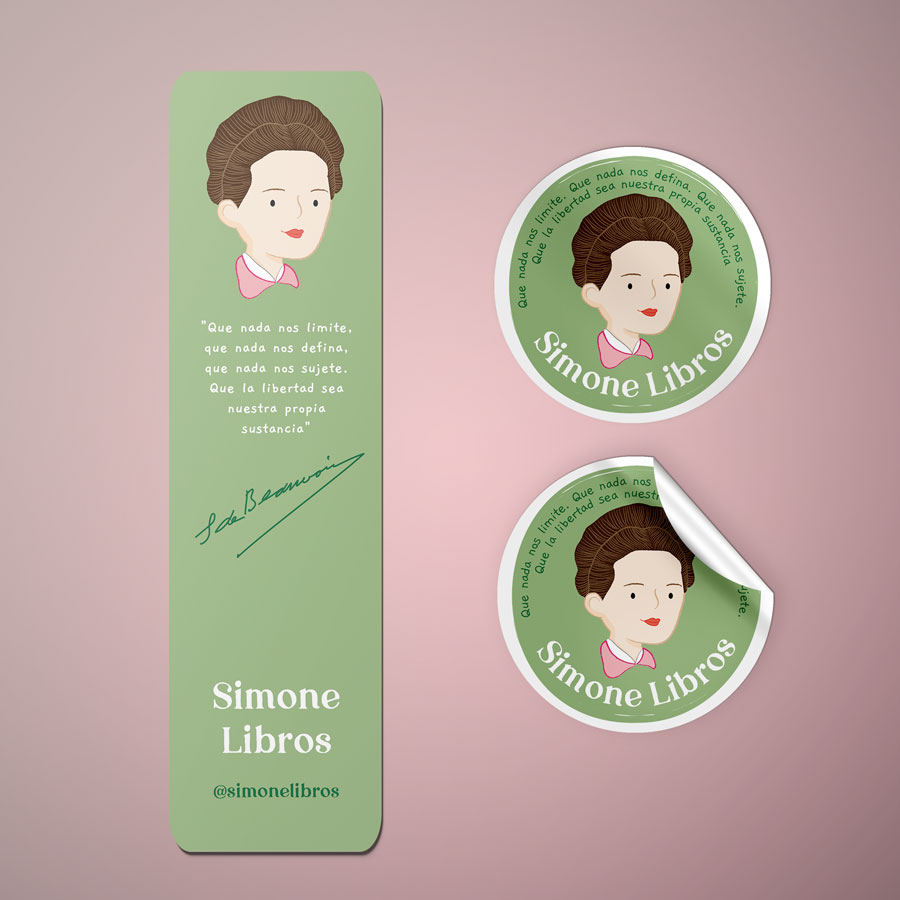 "Que nada nos limite,
que nada nos defina,
que nada nos sujete.
Que la libertad sea
nuestra propia
sustancia"
S de Beauvoir
Simone
Libros
@simonelibros
Que nada nos limite. Que nada nos defina. Que nada nos sujete.
Que la libertad sea nuestra propia sustancia
Simone Libros
Que nada nos limite. Que nada nos
sujete.
Que la libertad sea
Simone Libros